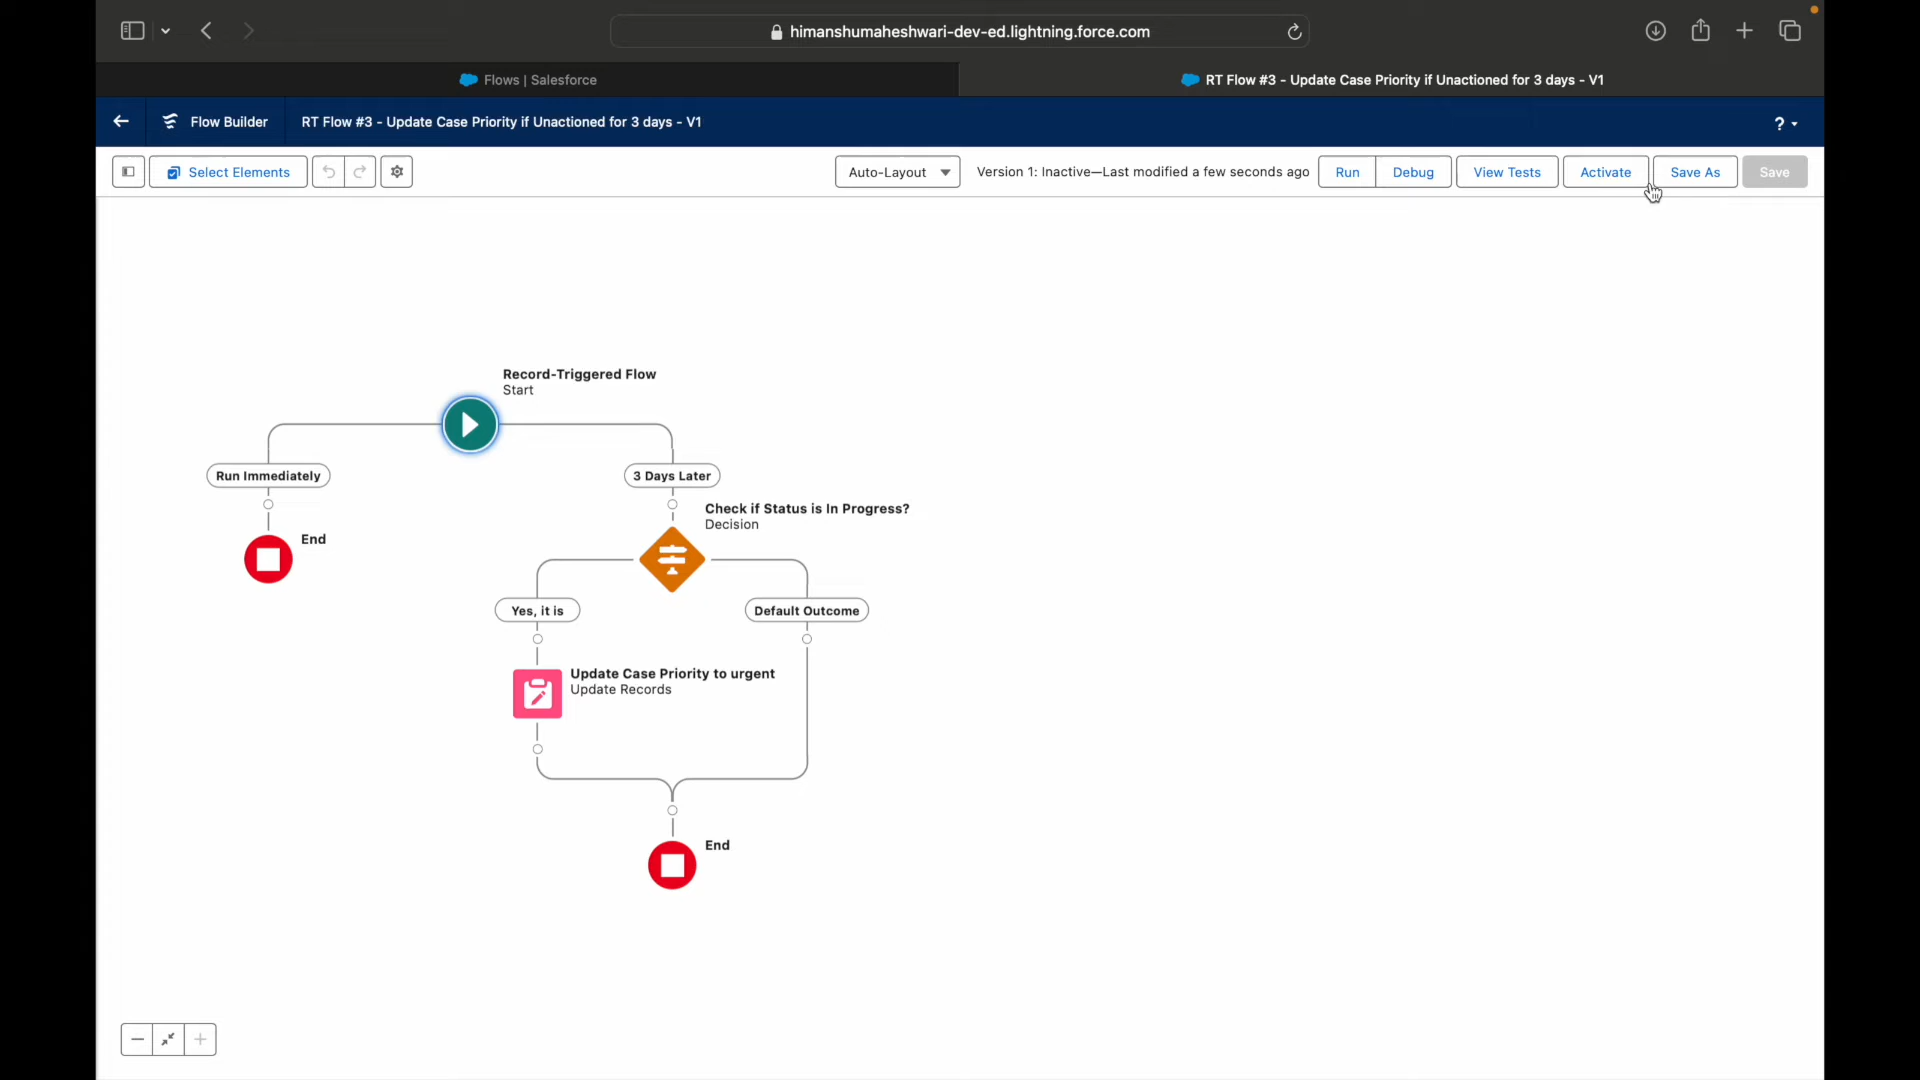 himanshumaheshwari-dev-ed.lightning.force.com
Flows | Salesforce
RT Flow #3 - Update Case Priority if Unactioned for 3 days - V1
Flow Builder
RT Flow #3 - Update Case Priority if Unactioned for 3 days - V1
?
Select Elements
Auto-Layout
Version 1: Inactive—Last modified a few seconds ago
Run
Debug
View Tests
Activate
Save As
Save
Record-Triggered Flow
Start
Run Immediately
3 Days Later
Check if Status is In Progress?
Decision
End
Yes, it is
Default Outcome
Update Case Priority to urgent
Update Records
End